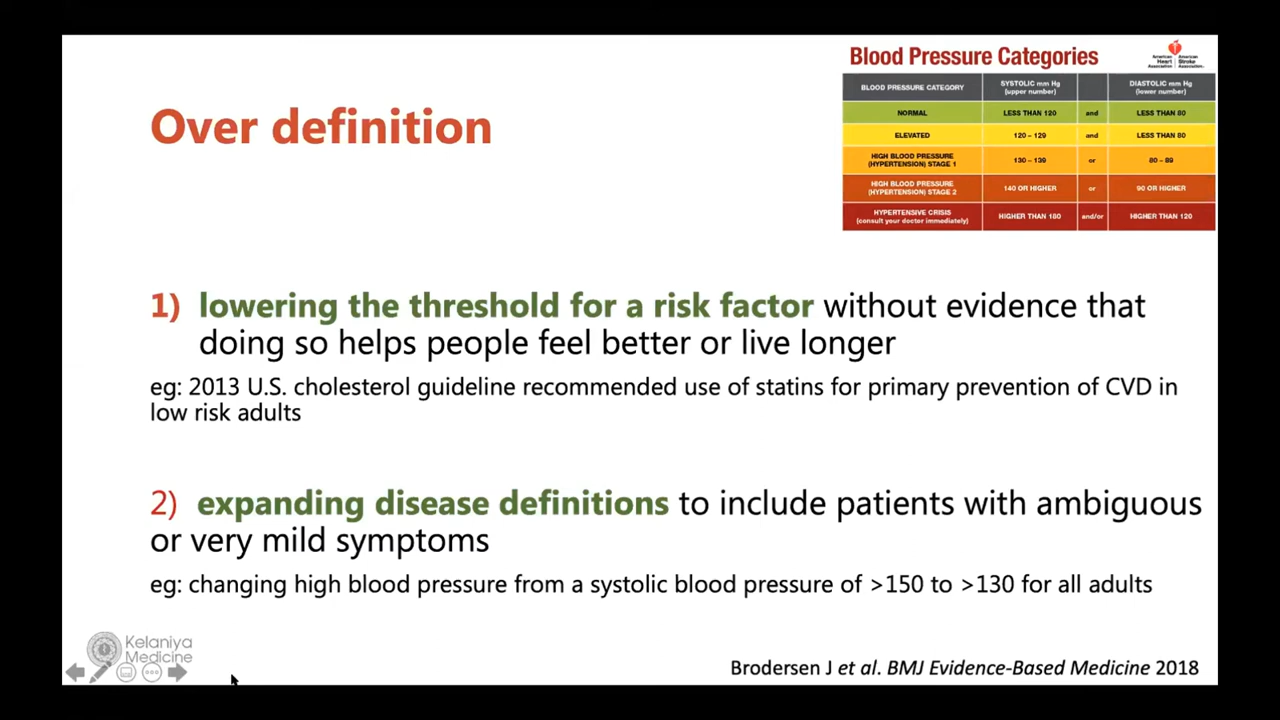 Blood Pressure Categories
American Heart Association
American Stroke Association
BLOOD PRESSURE CATEGORY
SYSTOLIC mm Hg (upper number)
DIASTOLIC mm Hg (lower number)
NORMAL LESS THAN 120 and LESS THAN 80
ELEVATED 120 – 129 and LESS THAN 80
HIGH BLOOD PRESSURE (HYPERTENSION) STAGE 1 130 – 139 or 80 – 89
HIGH BLOOD PRESSURE (HYPERTENSION) STAGE 2 140 OR HIGHER or 90 OR HIGHER
HYPERTENSIVE CRISIS (consult your doctor immediately) HIGHER THAN 180 and/or HIGHER THAN 120
Over definition
1) lowering the threshold for a risk factor without evidence that
doing so helps people feel better or live longer
eg: 2013 U.S. cholesterol guideline recommended use of statins for primary prevention of CVD in
low risk adults
2) expanding disease definitions to include patients with ambiguous
or very mild symptoms
eg: changing high blood pressure from a systolic blood pressure of >150 to >130 for all adults
Kelaniya
Medicine
Brodersen J et al. BMJ Evidence-Based Medicine 2018